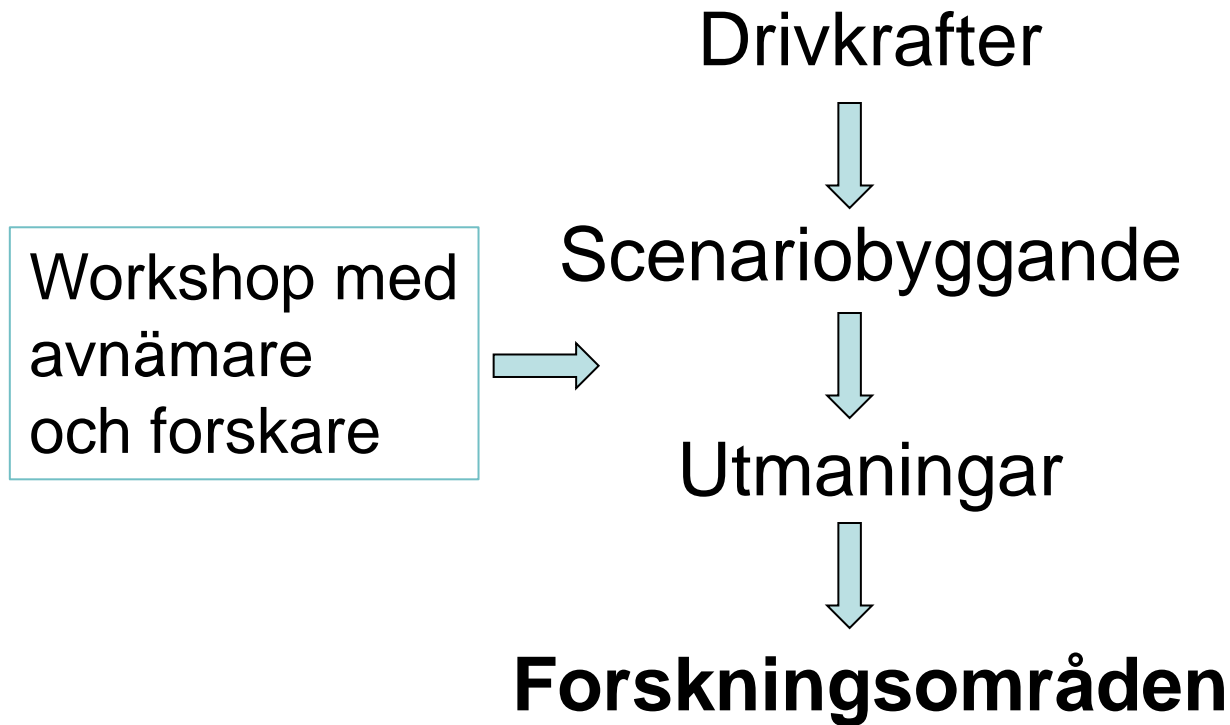 Drivkrafter
Scenariobyggande
Workshop med
avnämare
och forskare
Utmaningar
Forskningsområden